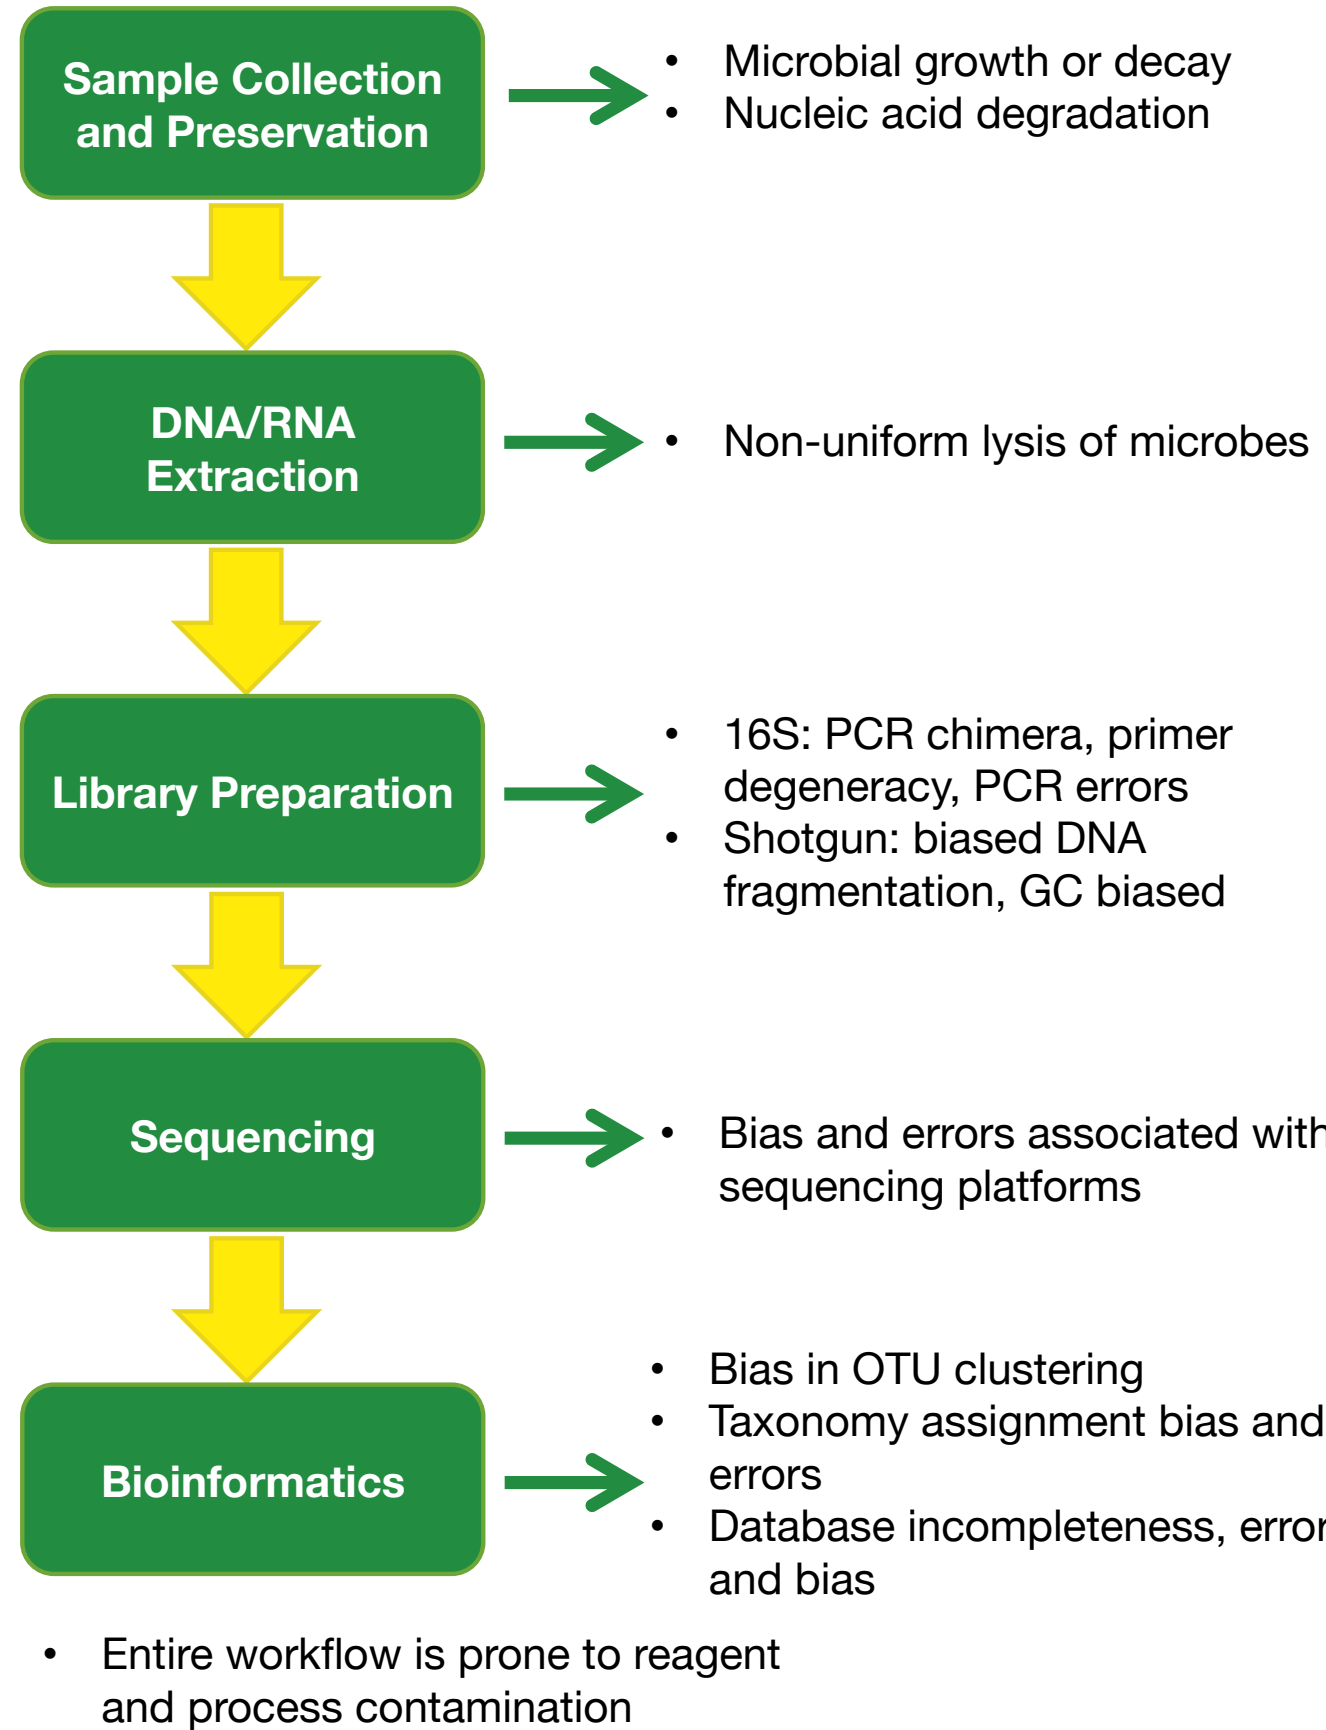 Sample Collection
and Preservation
• Microbial growth or decay
• Nucleic acid degradation
DNA/RNA
Extraction
• Non-uniform lysis of microbes
Library Preparation
• 16S: PCR chimera, primer
degeneracy, PCR errors
• Shotgun: biased DNA
fragmentation, GC biased
Sequencing
• Bias and errors associated with
sequencing platforms
Bioinformatics
• Bias in OTU clustering
• Taxonomy assignment bias and
errors
• Database incompleteness, error
and bias
• Entire workflow is prone to reagent
and process contamination